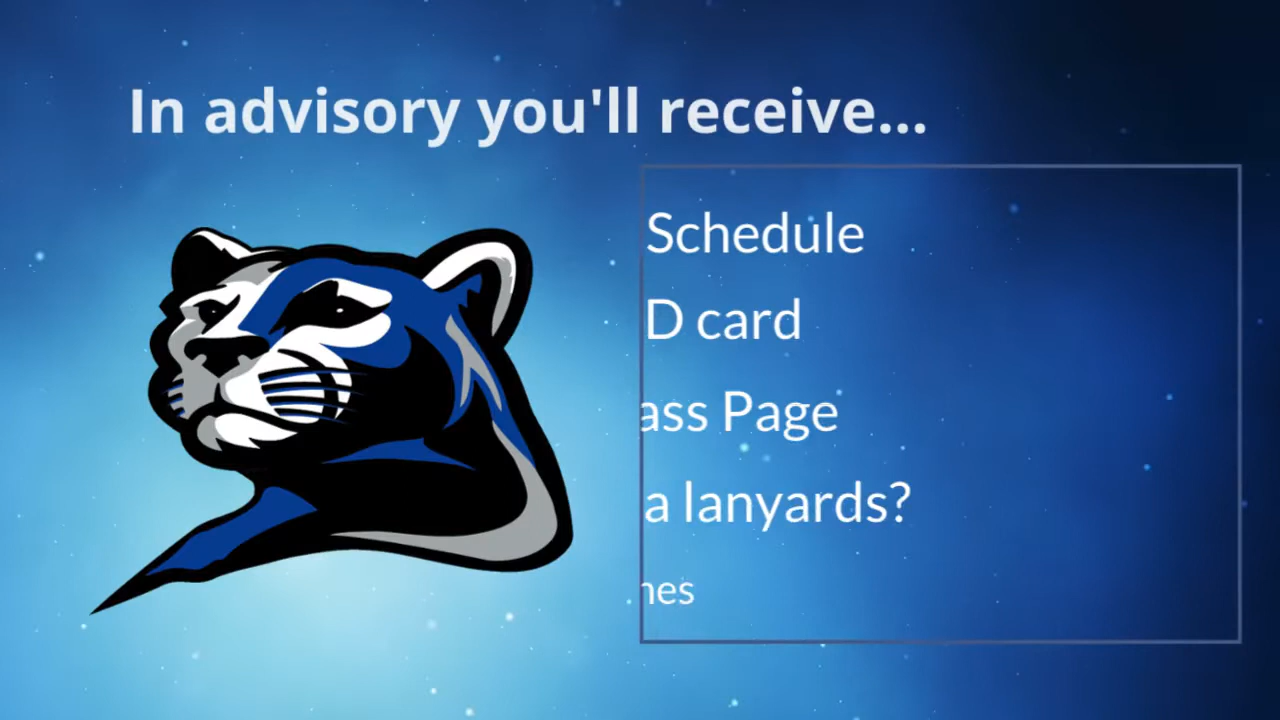 In advisory you'll receive...
Schedule
D card
ass Page
a lanyards?
nes